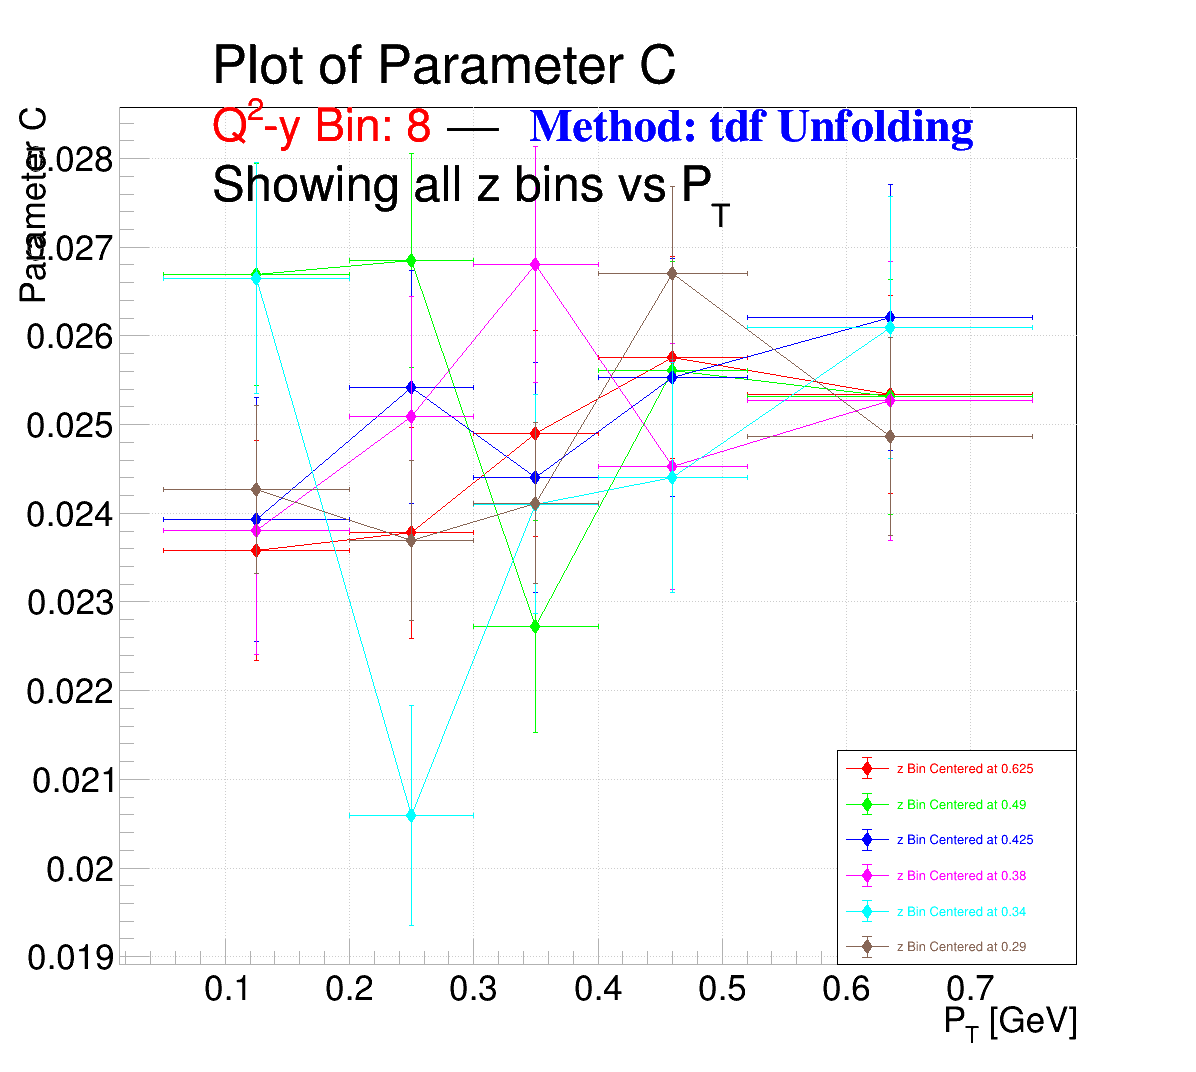 Plot of Parameter C
Q²-y Bin: 8 — Method: tdf Unfolding
Showing all z bins vs P_T
Parameter C
0.028
0.027
0.026
0.025
0.024
0.023
0.022
0.021
0.02
0.019
z Bin Centered at 0.625
z Bin Centered at 0.49
z Bin Centered at 0.425
z Bin Centered at 0.38
z Bin Centered at 0.34
z Bin Centered at 0.29
0.1 0.2 0.3 0.4 0.5 0.6 0.7
P_T [GeV]